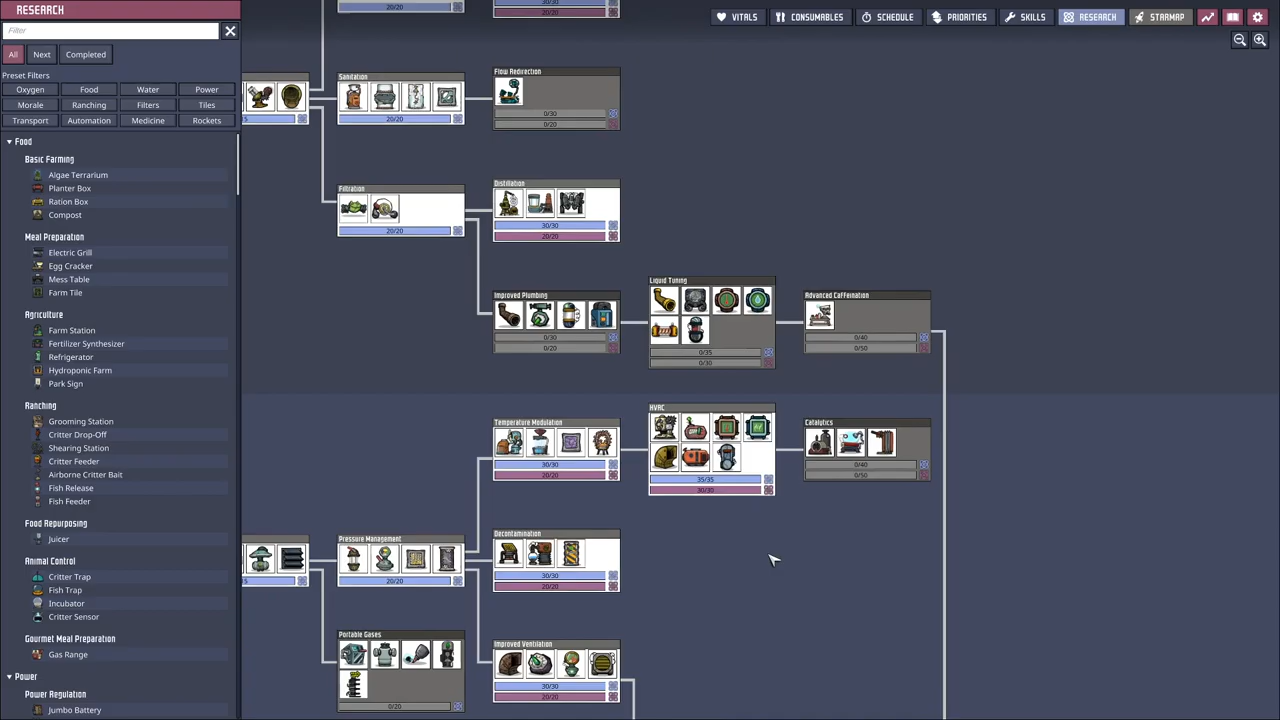 RESEARCH
Filter
All
Next
Completed
Preset Filters
Oxygen
Food
Water
Power
Morale
Ranching
Filters
Tiles
Transport
Automation
Medicine
Rockets
Food
Basic Farming
Algae Terrarium
Planter Box
Ration Box
Compost
Meal Preparation
Electric Grill
Egg Cracker
Mess Table
Farm Tile
Agriculture
Farm Station
Fertilizer Synthesizer
Refrigerator
Hydroponic Farm
Park Sign
Ranching
Grooming Station
Critter Drop-Off
Shearing Station
Critter Feeder
Airborne Critter Bait
Fish Release
Fish Feeder
Food Repurposing
Juicer
Animal Control
Critter Trap
Fish Trap
Incubator
Critter Sensor
Gourmet Meal Preparation
Gas Range
Power
Power Regulation
Jumbo Battery
VITALS
CONSUMABLES
SCHEDULE
PRIORITIES
SKILLS
RESEARCH
STARMAP
20/20
20/20
Sanitation
20/20
Flow Redirection
0/30
0/20
Filtration
20/20
Distillation
30/30
20/20
Improved Plumbing
0/30
0/20
Liquid Tuning
0/35
0/30
Advanced Caffeination
0/40
0/50
Temperature Modulation
30/30
20/20
HVAC
35/35
30/30
Catalytics
0/40
0/50
Pressure Management
20/20
Decontamination
30/30
20/20
Portable Gases
0/20
Improved Ventilation
30/30
20/20